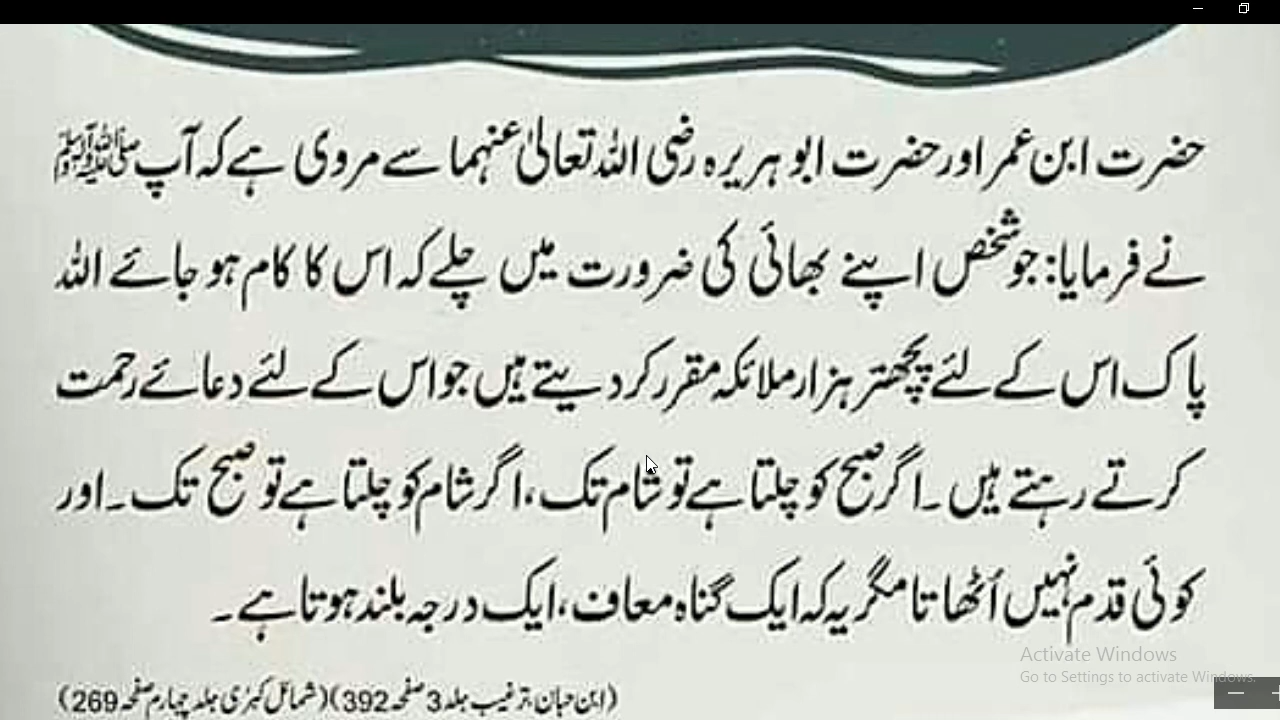 حضرت ابن عمر اور حضرت ابو ہریرہ رضی اللہ تعالیٰ عنہما سے مروی ہے کہ آپ ﷺ
نے فرمایا: جو شخص اپنے بھائی کی ضرورت میں چلے کہ اس کا کام ہو جائے اللہ
پاک اس کے لئے پچھتر ہزار ملائکہ مقرر کر دیتے ہیں جو اس کے لئے دعائے رحمت
کرتے رہتے ہیں۔ اگر صبح کو چلتا ہے تو شام تک، اگر شام کو چلتا ہے تو صبح تک۔ اور
کوئی قدم نہیں اُٹھاتا مگر یہ کہ ایک گناہ معاف، ایک درجہ بلند ہوتا ہے۔
(ابن حبان، ترغیب جلد 3 صفحہ 392) (شمائل کبریٰ جلد چہارم صفحہ 269)
Activate Windows
Go to Settings to activate Windows.